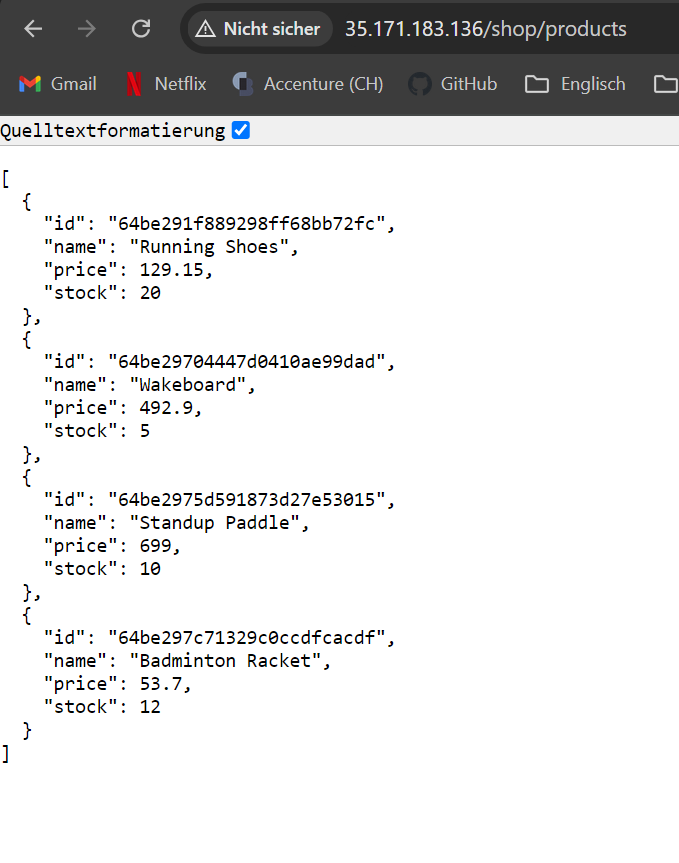 Nicht sicher 35.171.183.136/shop/products
Gmail Netflix Accenture (CH) GitHub Englisch
Quelltextformatierung
[
  {
    "id": "64be291f889298ff68bb72fc",
    "name": "Running Shoes",
    "price": 129.15,
    "stock": 20
  },
  {
    "id": "64be29704447d0410ae99dad",
    "name": "Wakeboard",
    "price": 492.9,
    "stock": 5
  },
  {
    "id": "64be2975d591873d27e53015",
    "name": "Standup Paddle",
    "price": 699,
    "stock": 10
  },
  {
    "id": "64be297c71329c0ccdfcacdf",
    "name": "Badminton Racket",
    "price": 53.7,
    "stock": 12
  }
]